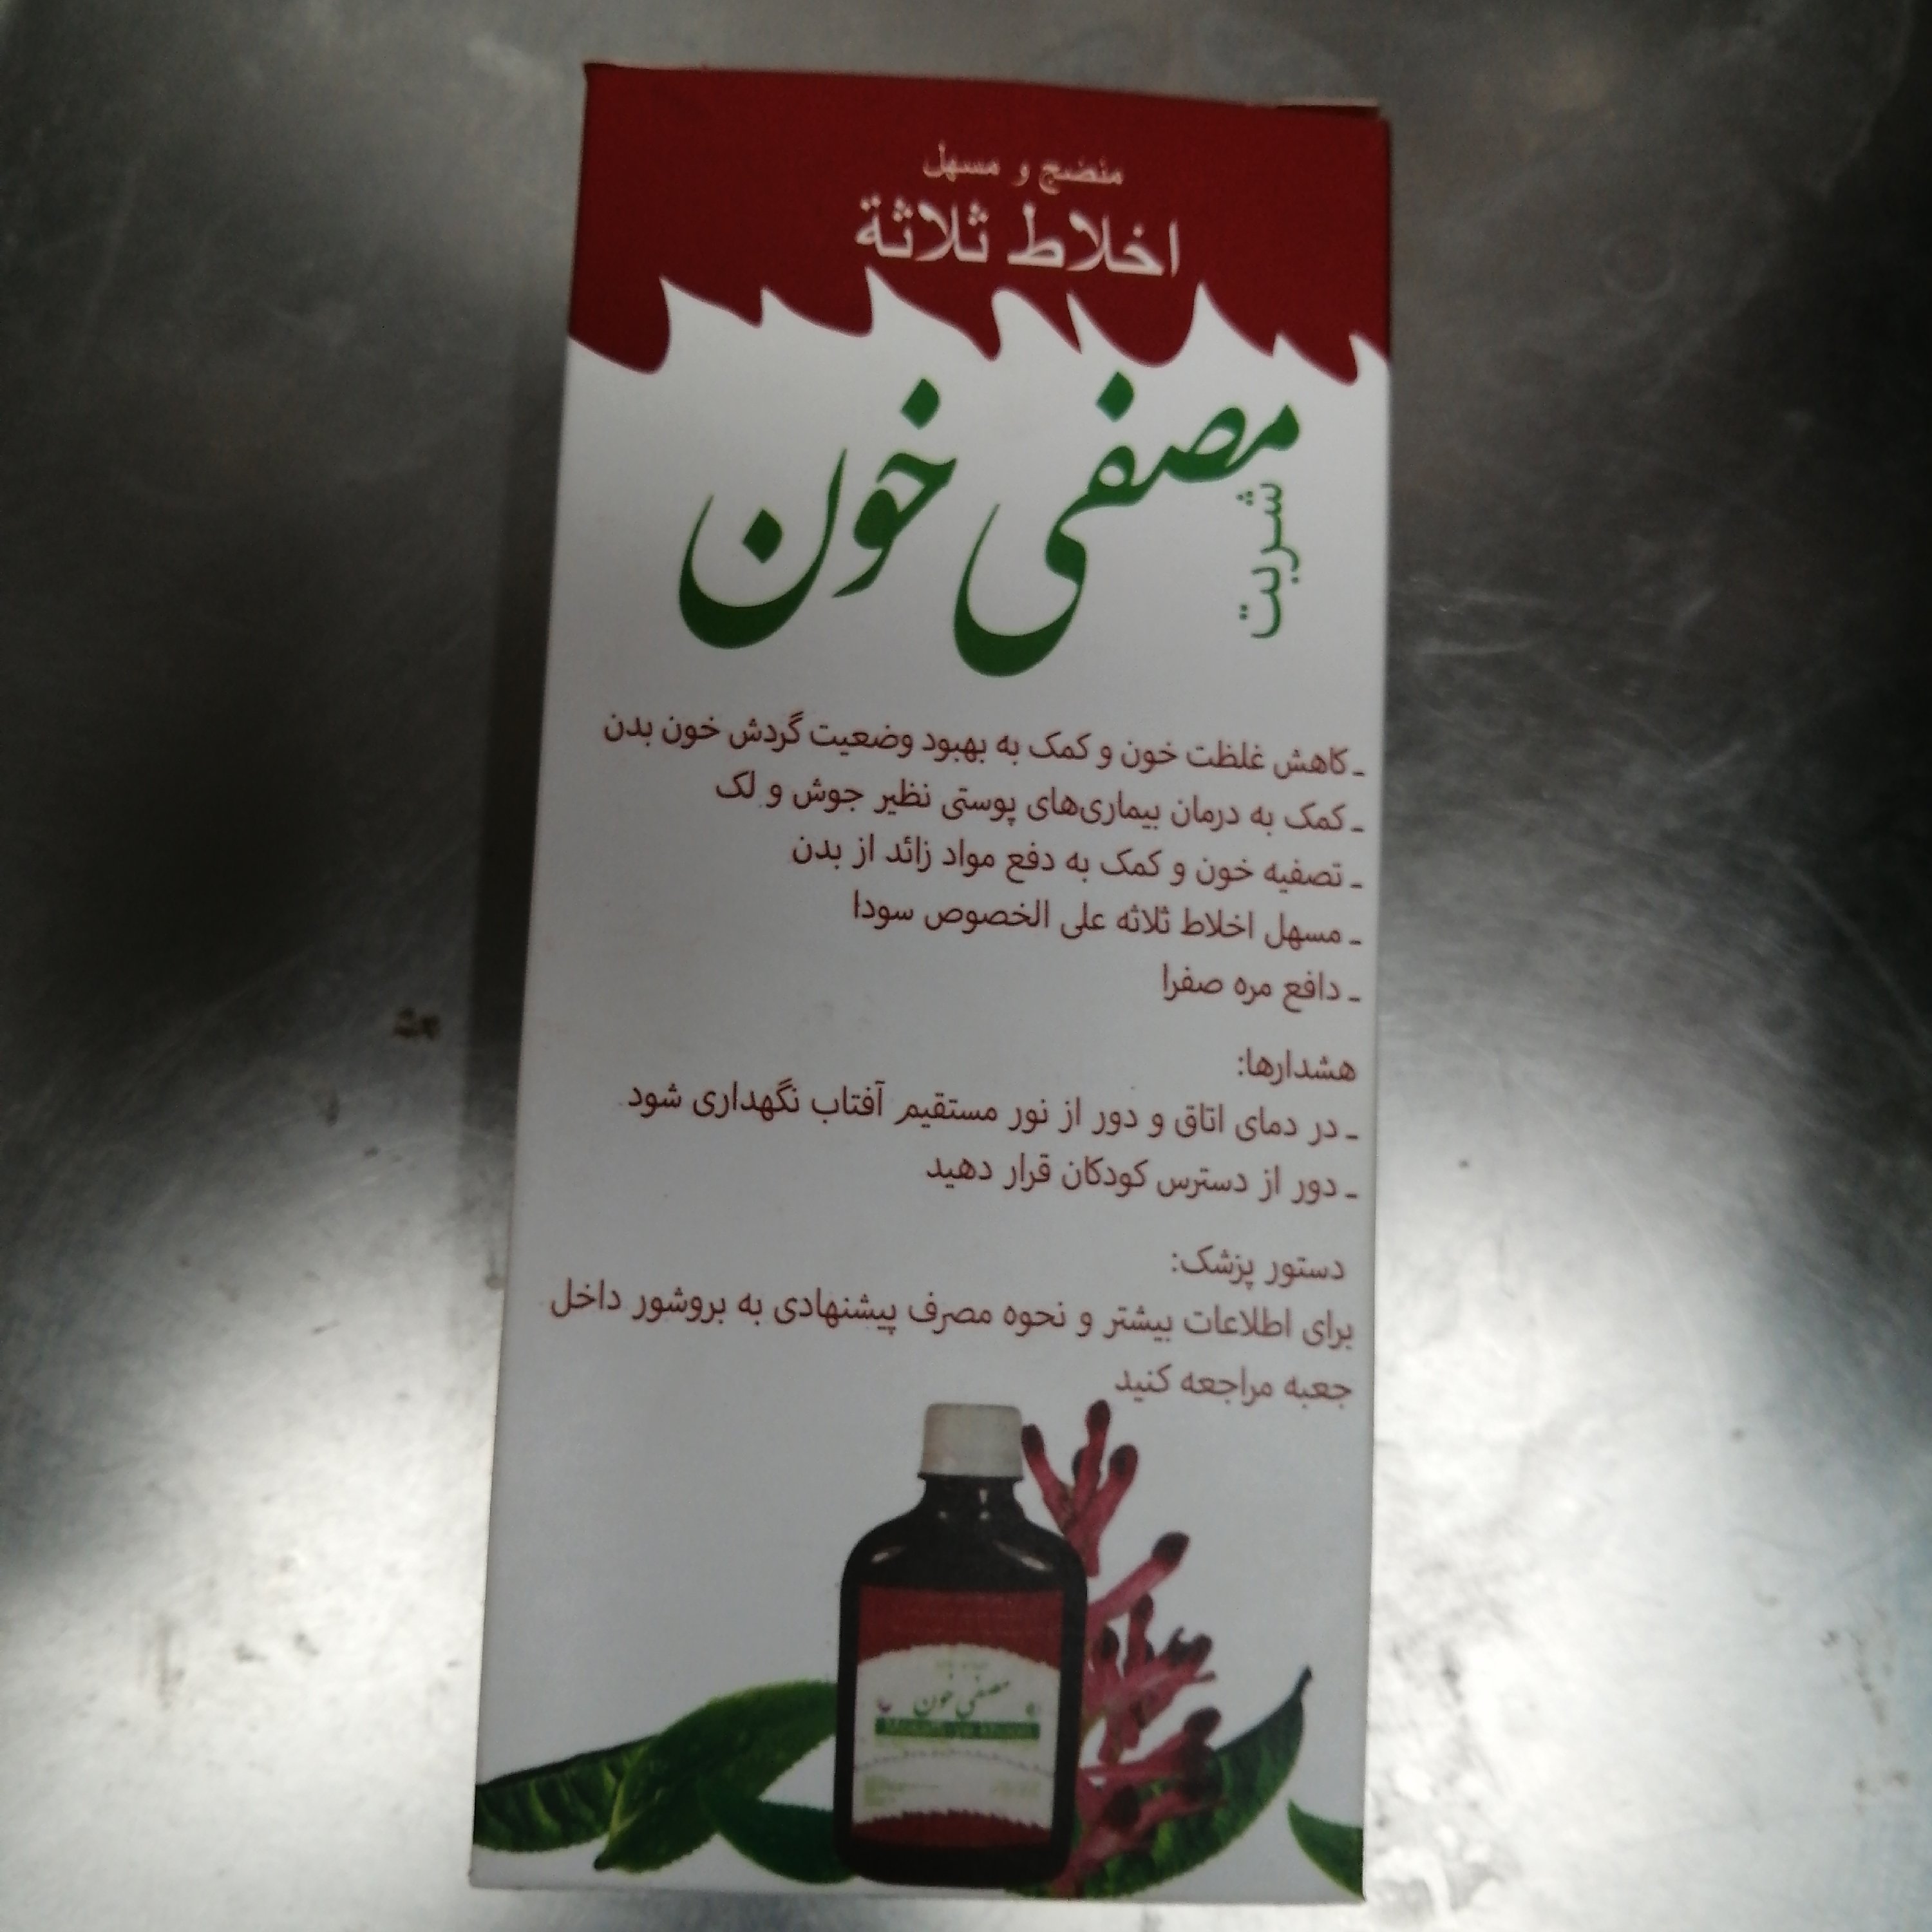 منضج و مسهل
اخلاط ثلاثة
مصفی خون
شربت
ـ کاهش غلظت خون و کمک به بهبود وضعیت گردش خون بدن
ـ کمک به درمان بیماری‌های پوستی نظیر جوش و لک
ـ تصفیه خون و کمک به دفع مواد زائد از بدن
ـ مسهل اخلاط ثلاثه علی الخصوص سودا
ـ دافع مره صفرا
هشدارها:
ـ در دمای اتاق و دور از نور مستقیم آفتاب نگهداری شود
ـ دور از دسترس کودکان قرار دهید
دستور پزشک:
برای اطلاعات بیشتر و نحوه مصرف پیشنهادی به بروشور داخل
جعبه مراجعه کنید
مصفی خون